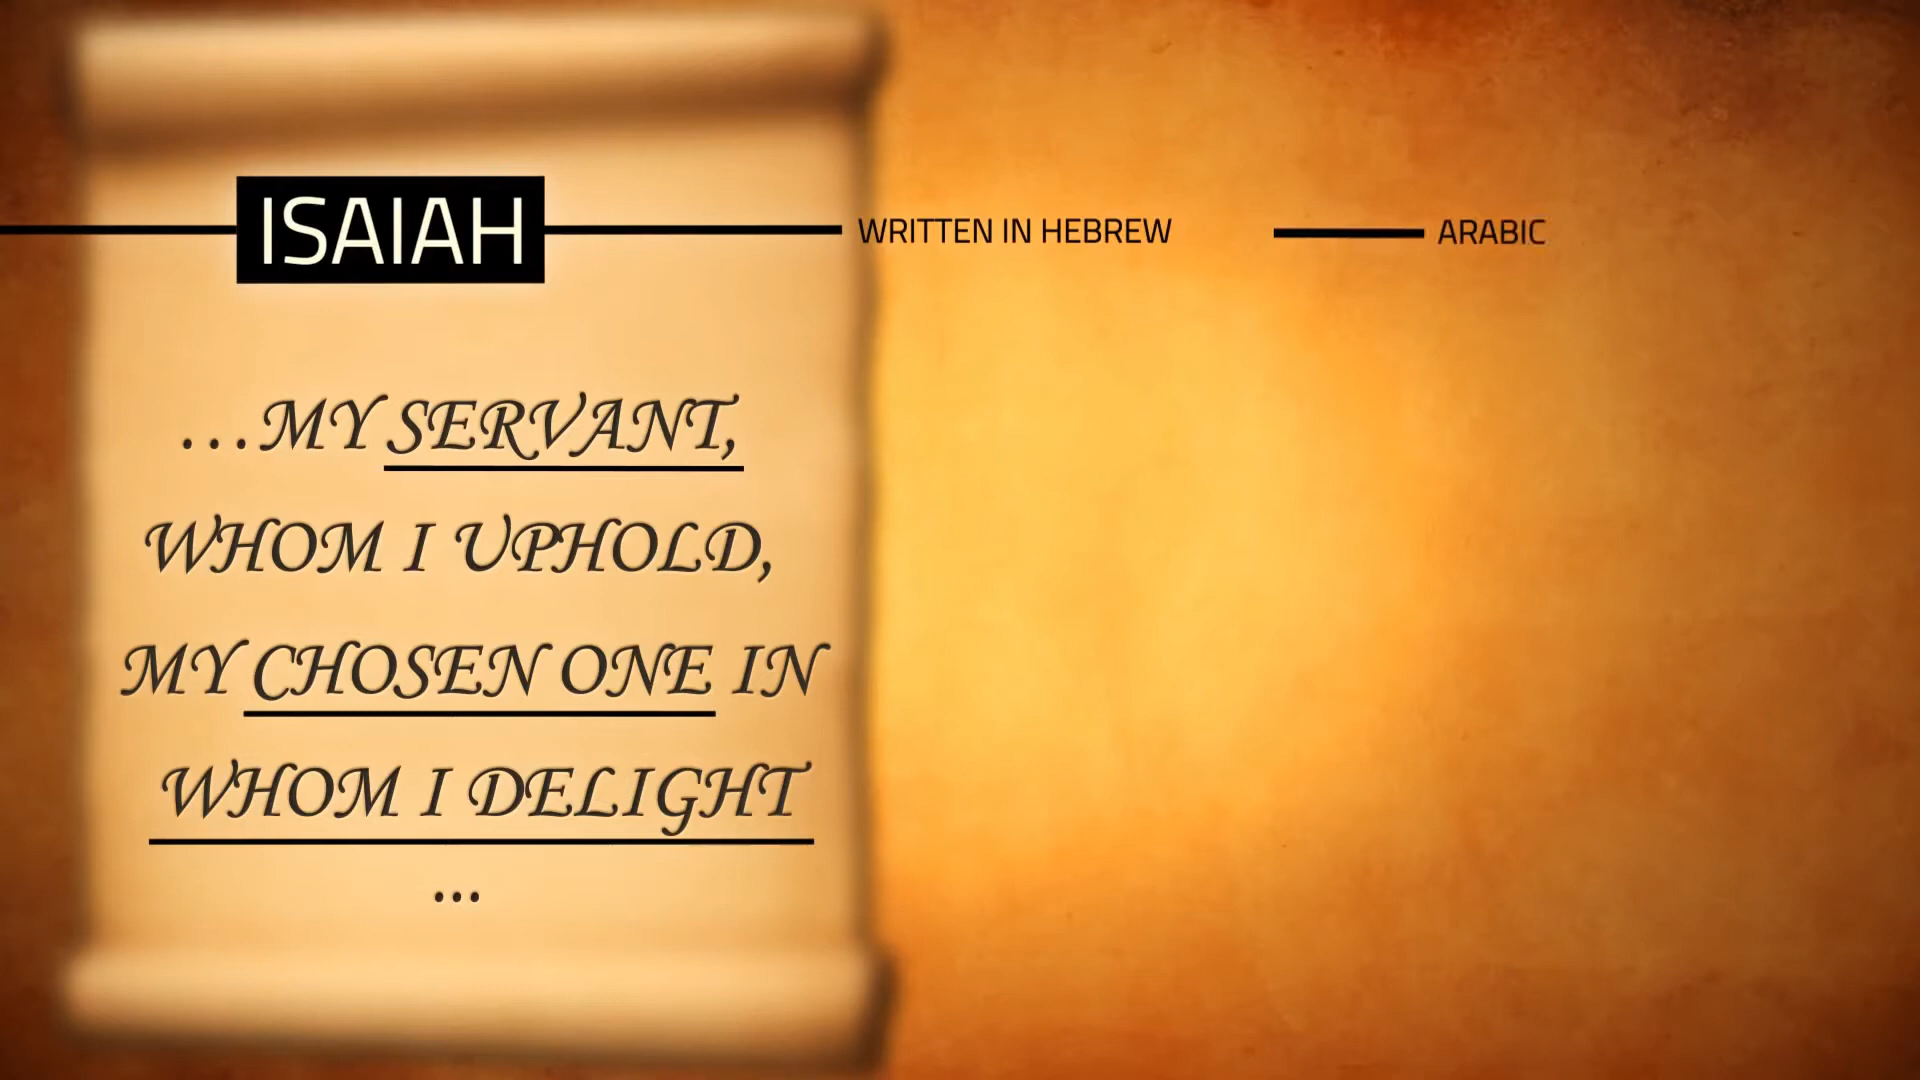 ISAIAH
WRITTEN IN HEBREW
ARABIC
...MY SERVANT,
WHOM I UPHOLD,
MY CHOSEN ONE IN
WHOM I DELIGHT
...